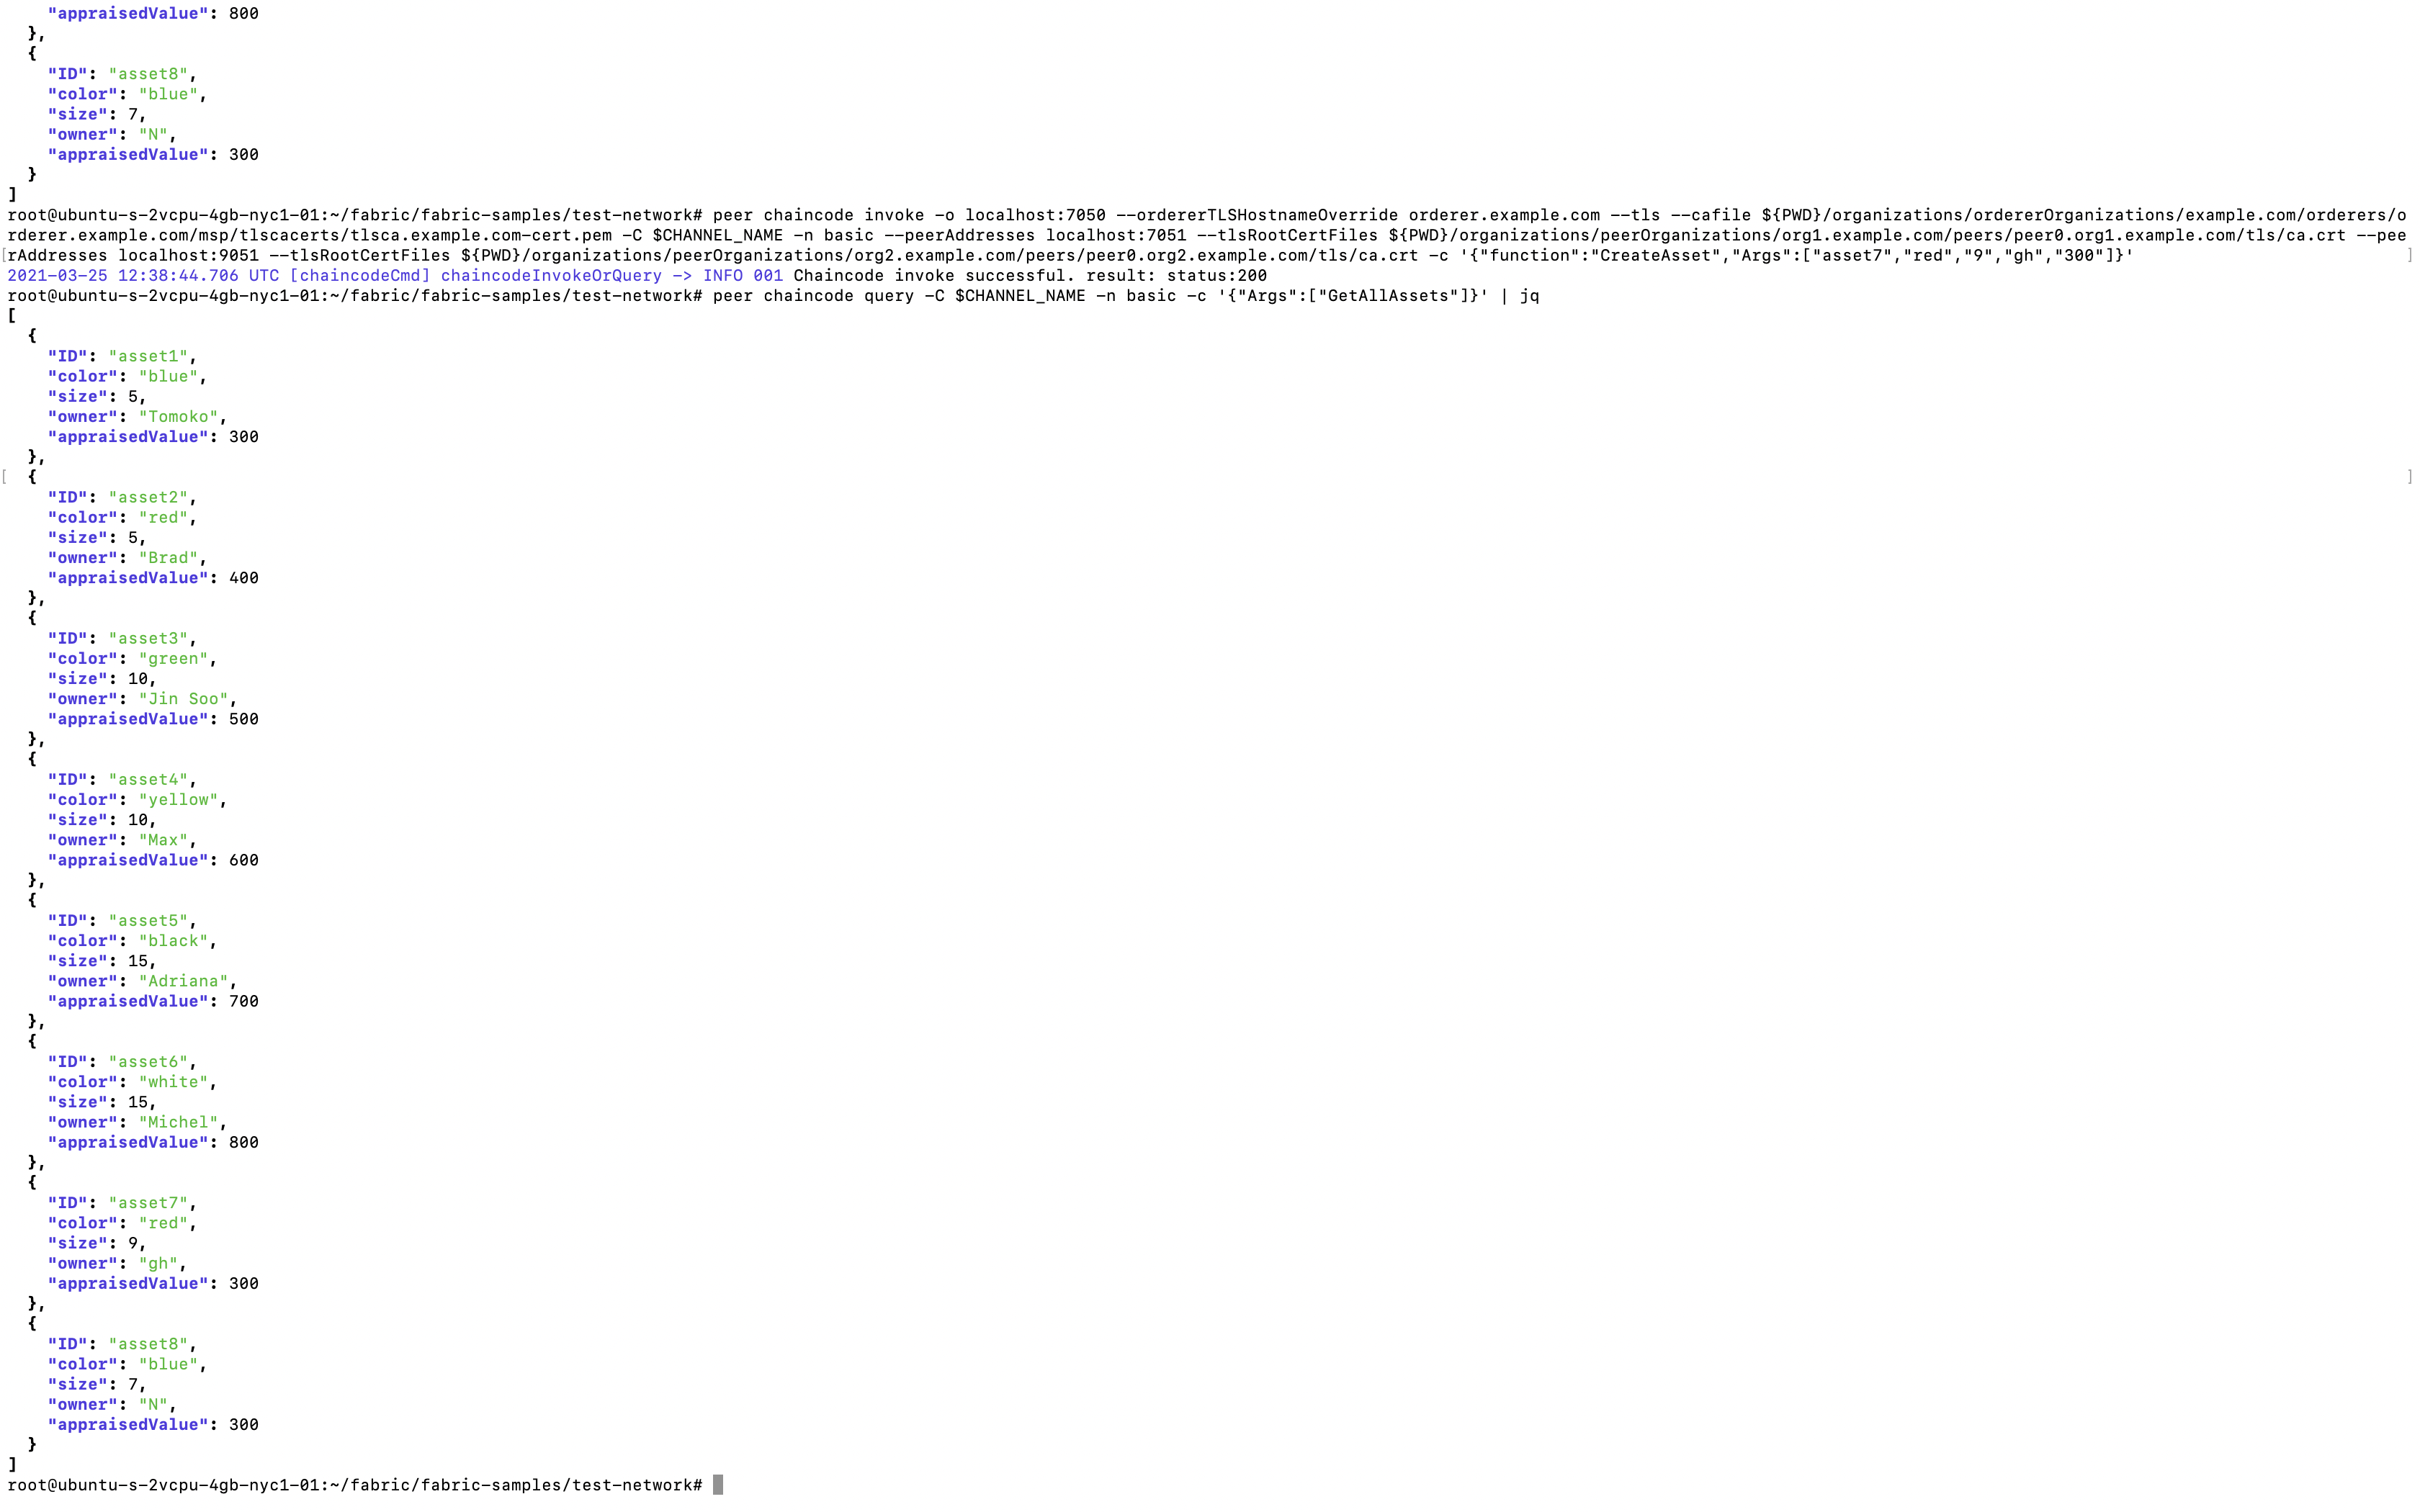 "appraisedValue": 800
  },
  {
    "ID": "asset8",
    "color": "blue",
    "size": 7,
    "owner": "N",
    "appraisedValue": 300
  }
]
root@ubuntu-s-2vcpu-4gb-nyc1-01:~/fabric/fabric-samples/test-network# peer chaincode invoke -o localhost:7050 --ordererTLSHostnameOverride orderer.example.com --tls --cafile ${PWD}/organizations/ordererOrganizations/example.com/orderers/o
rderer.example.com/msp/tlscacerts/tlsca.example.com-cert.pem -C $CHANNEL_NAME -n basic --peerAddresses localhost:7051 --tlsRootCertFiles ${PWD}/organizations/peerOrganizations/org1.example.com/peers/peer0.org1.example.com/tls/ca.crt --pee
[rAddresses localhost:9051 --tlsRootCertFiles ${PWD}/organizations/peerOrganizations/org2.example.com/peers/peer0.org2.example.com/tls/ca.crt -c '{"function":"CreateAsset","Args":["asset7","red","9","gh","300"]}' ]
2021-03-25 12:38:44.706 UTC [chaincodeCmd] chaincodeInvokeOrQuery -> INFO 001 Chaincode invoke successful. result: status:200
root@ubuntu-s-2vcpu-4gb-nyc1-01:~/fabric/fabric-samples/test-network# peer chaincode query -C $CHANNEL_NAME -n basic -c '{"Args":["GetAllAssets"]}' | jq
[
  {
    "ID": "asset1",
    "color": "blue",
    "size": 5,
    "owner": "Tomoko",
    "appraisedValue": 300
  },
[ { ]
    "ID": "asset2",
    "color": "red",
    "size": 5,
    "owner": "Brad",
    "appraisedValue": 400
  },
  {
    "ID": "asset3",
    "color": "green",
    "size": 10,
    "owner": "Jin Soo",
    "appraisedValue": 500
  },
  {
    "ID": "asset4",
    "color": "yellow",
    "size": 10,
    "owner": "Max",
    "appraisedValue": 600
  },
  {
    "ID": "asset5",
    "color": "black",
    "size": 15,
    "owner": "Adriana",
    "appraisedValue": 700
  },
  {
    "ID": "asset6",
    "color": "white",
    "size": 15,
    "owner": "Michel",
    "appraisedValue": 800
  },
  {
    "ID": "asset7",
    "color": "red",
    "size": 9,
    "owner": "gh",
    "appraisedValue": 300
  },
  {
    "ID": "asset8",
    "color": "blue",
    "size": 7,
    "owner": "N",
    "appraisedValue": 300
  }
]
root@ubuntu-s-2vcpu-4gb-nyc1-01:~/fabric/fabric-samples/test-network#